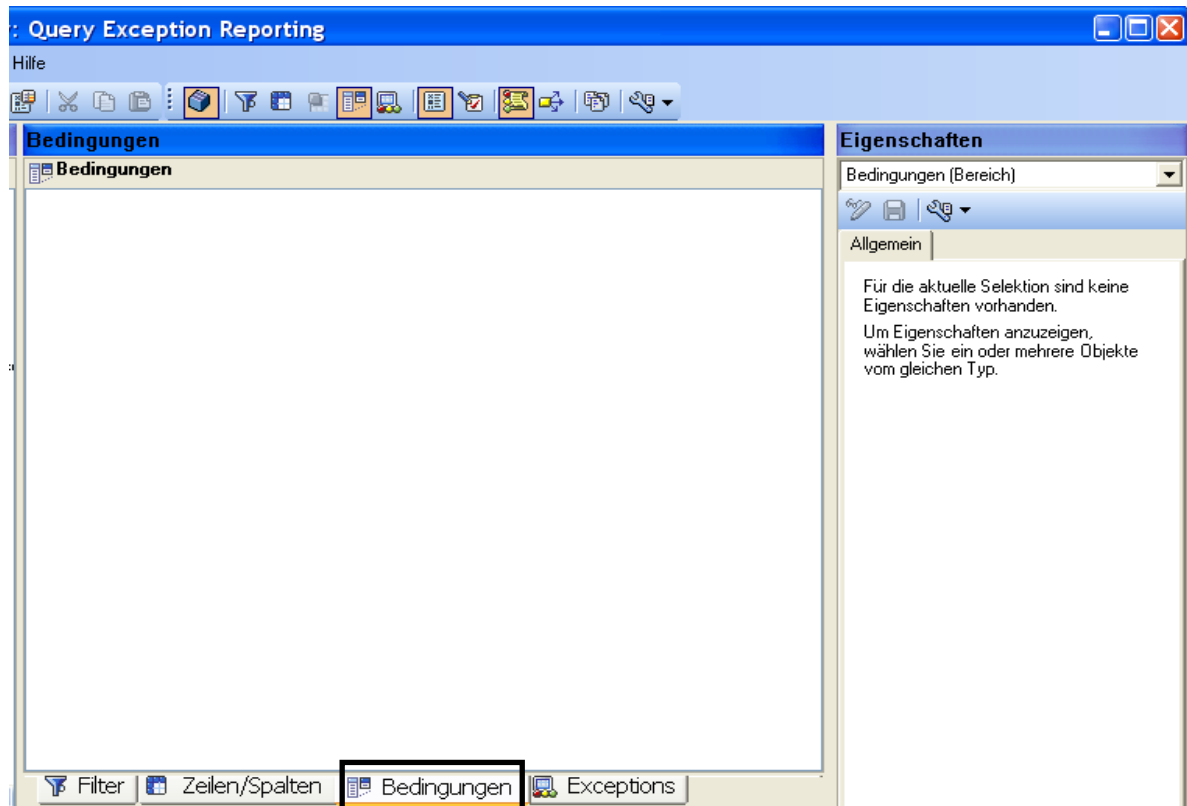 : Query Exception Reporting
Hilfe
Bedingungen
Bedingungen
Eigenschaften
Bedingungen (Bereich)
Allgemein
Für die aktuelle Selektion sind keine
Eigenschaften vorhanden.
Um Eigenschaften anzuzeigen,
wählen Sie ein oder mehrere Objekte
vom gleichen Typ.
Filter
Zeilen/Spalten
Bedingungen
Exceptions